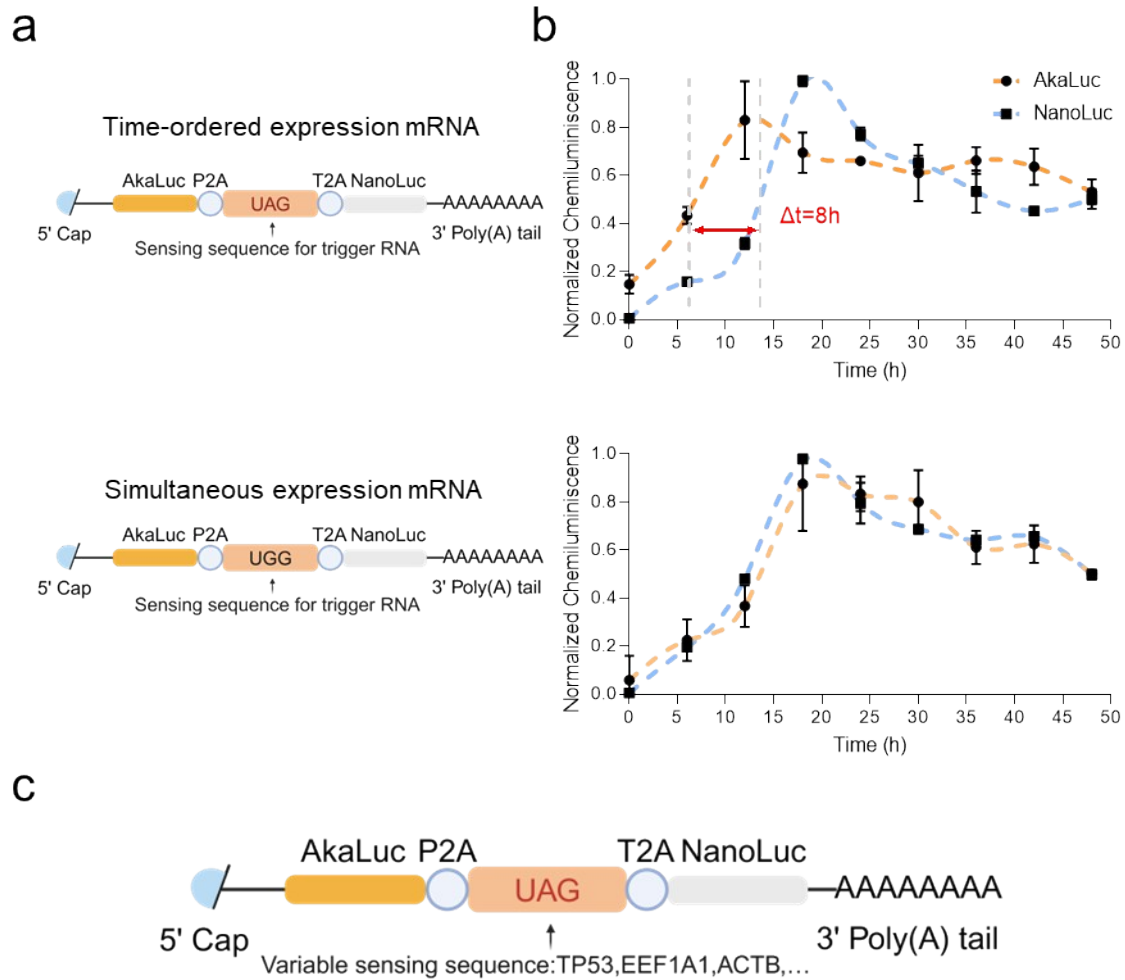 a
Time-ordered expression mRNA
AkaLuc P2A T2A NanoLuc
UAG
AAAAAAAA
5' Cap
3' Poly(A) tail
Sensing sequence for trigger RNA
Simultaneous expression mRNA
AkaLuc P2A T2A NanoLuc
UGG
AAAAAAAA
5' Cap
3' Poly(A) tail
Sensing sequence for trigger RNA
b
Normalized Chemiluminiscence
1.0
0.8
0.6
0.4
0.2
0.0
AkaLuc
NanoLuc
Δt=8h
0 5 10 15 20 25 30 35 40 45 50
Time (h)
Normalized Chemiluminiscence
1.0
0.8
0.6
0.4
0.2
0.0
0 5 10 15 20 25 30 35 40 45 50
Time (h)
c
AkaLuc P2A T2A NanoLuc
UAG
AAAAAAAA
5' Cap
3' Poly(A) tail
Variable sensing sequence:TP53,EEF1A1,ACTB,...